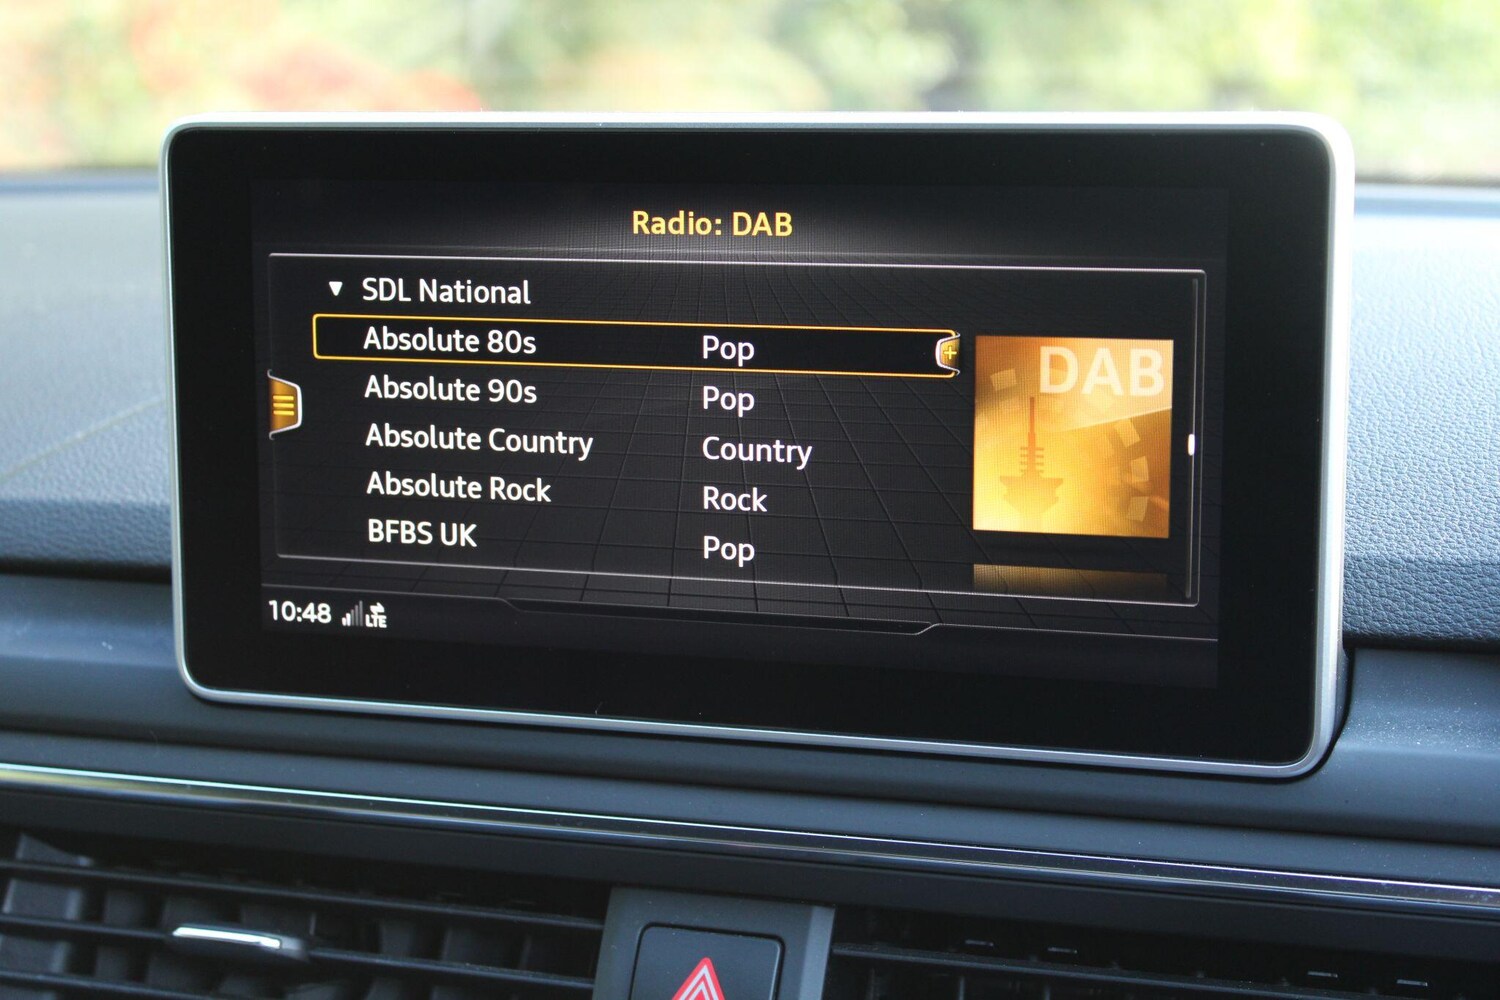 Radio: DAB
SDL National
Absolute 80s Pop
Absolute 90s Pop
Absolute Country Country
Absolute Rock Rock
BFBS UK Pop
DAB
10:48 LTE